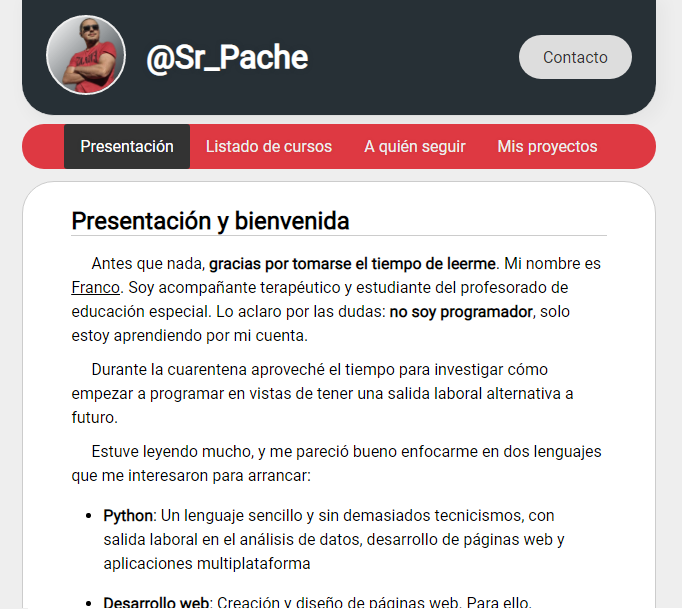 @Sr_Pache
Contacto
Presentación
Listado de cursos
A quién seguir
Mis proyectos
Presentación y bienvenida
Antes que nada, gracias por tomarse el tiempo de leerme. Mi nombre es
Franco. Soy acompañante terapéutico y estudiante del profesorado de
educación especial. Lo aclaro por las dudas: no soy programador, solo
estoy aprendiendo por mi cuenta.
Durante la cuarentena aproveché el tiempo para investigar cómo
empezar a programar en vistas de tener una salida laboral alternativa a
futuro.
Estuve leyendo mucho, y me pareció bueno enfocarme en dos lenguajes
que me interesaron para arrancar:
• Python: Un lenguaje sencillo y sin demasiados tecnicismos, con
salida laboral en el análisis de datos, desarrollo de páginas web y
aplicaciones multiplataforma
• Desarrollo web: Creación y diseño de páginas web. Para ello,